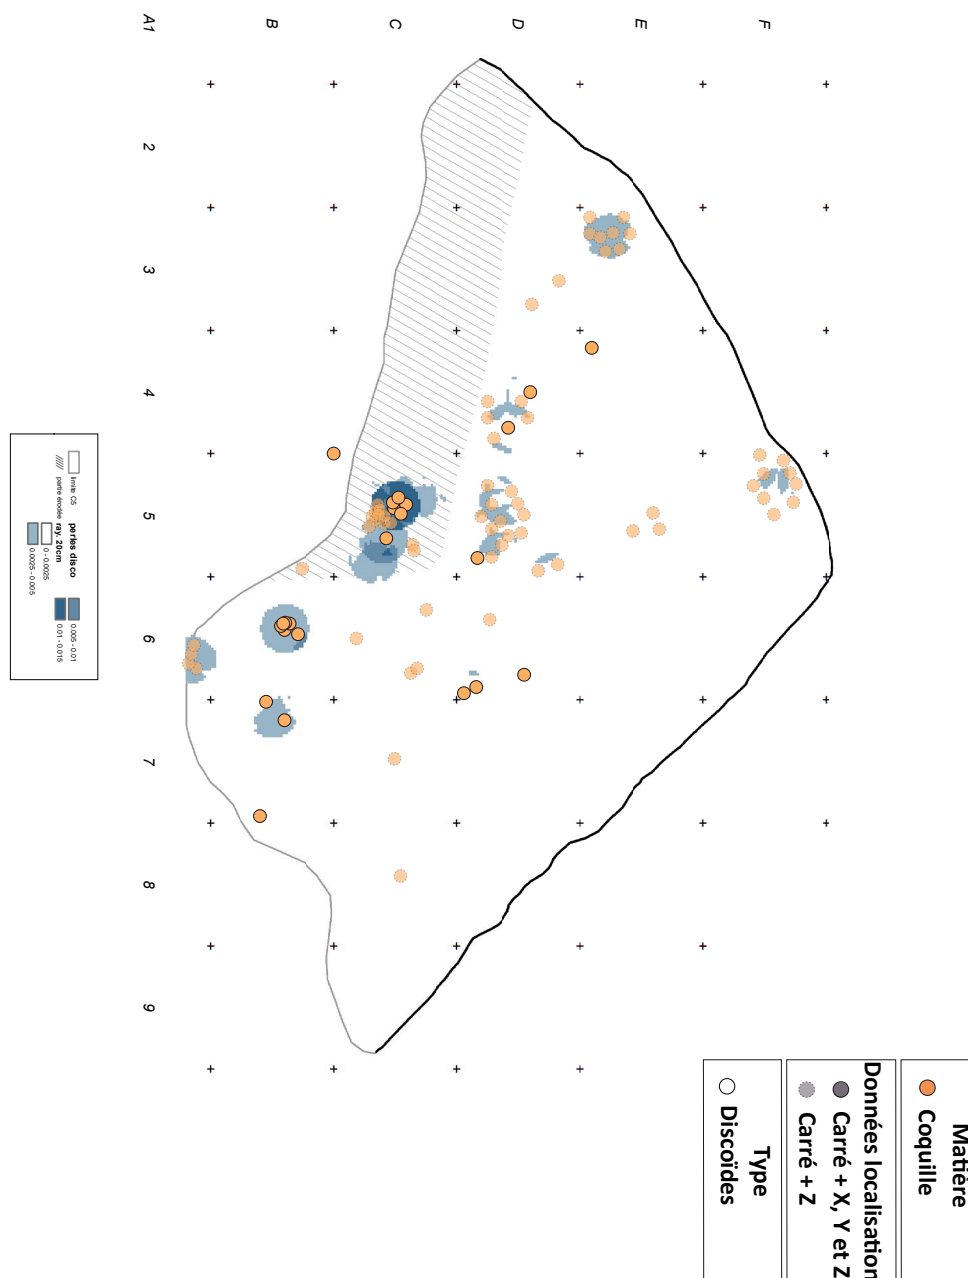 A1
B
C
D
E
F
2
3
4
5
6
7
8
9
Matière
Coquille
Données localisation
Carré + X, Y et Z
Carré + Z
Type
Discoïdes
limite C5
partie érodée
perles disco
ray. 20cm
0 - 0.0025
0.0025 - 0.005
0.005 - 0.01
0.01 - 0.015